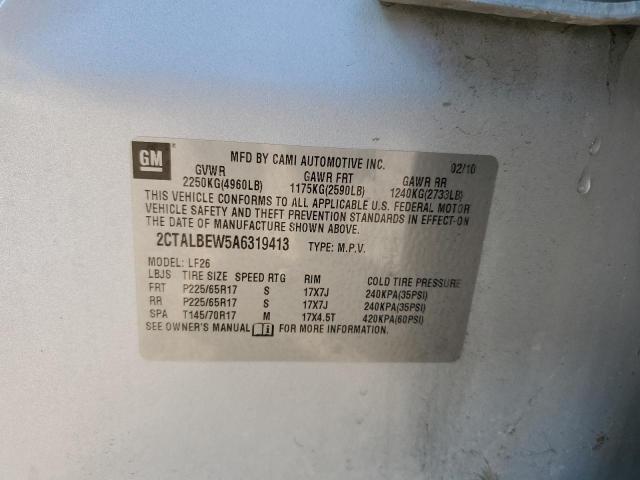 GM
MFD BY CAMI AUTOMOTIVE INC. 02/10
GVWR GAWR FRT GAWR RR
2250KG(4960LB) 1175KG(2590LB) 1240KG(2733LB)
THIS VEHICLE CONFORMS TO ALL APPLICABLE U.S. FEDERAL MOTOR
VEHICLE SAFETY AND THEFT PREVENTION STANDARDS IN EFFECT ON
THE DATE OF MANUFACTURE SHOWN ABOVE.
2CTALBEW5A6319413 TYPE: M.P.V.
MODEL: LF26
LBJS TIRE SIZE SPEED RTG RIM COLD TIRE PRESSURE
FRT P225/65R17 S 17X7J 240KPA(35PSI)
RR P225/65R17 S 17X7J 240KPA(35PSI)
SPA T145/70R17 M 17X4.5T 420KPA(60PSI)
SEE OWNER'S MANUAL FOR MORE INFORMATION.